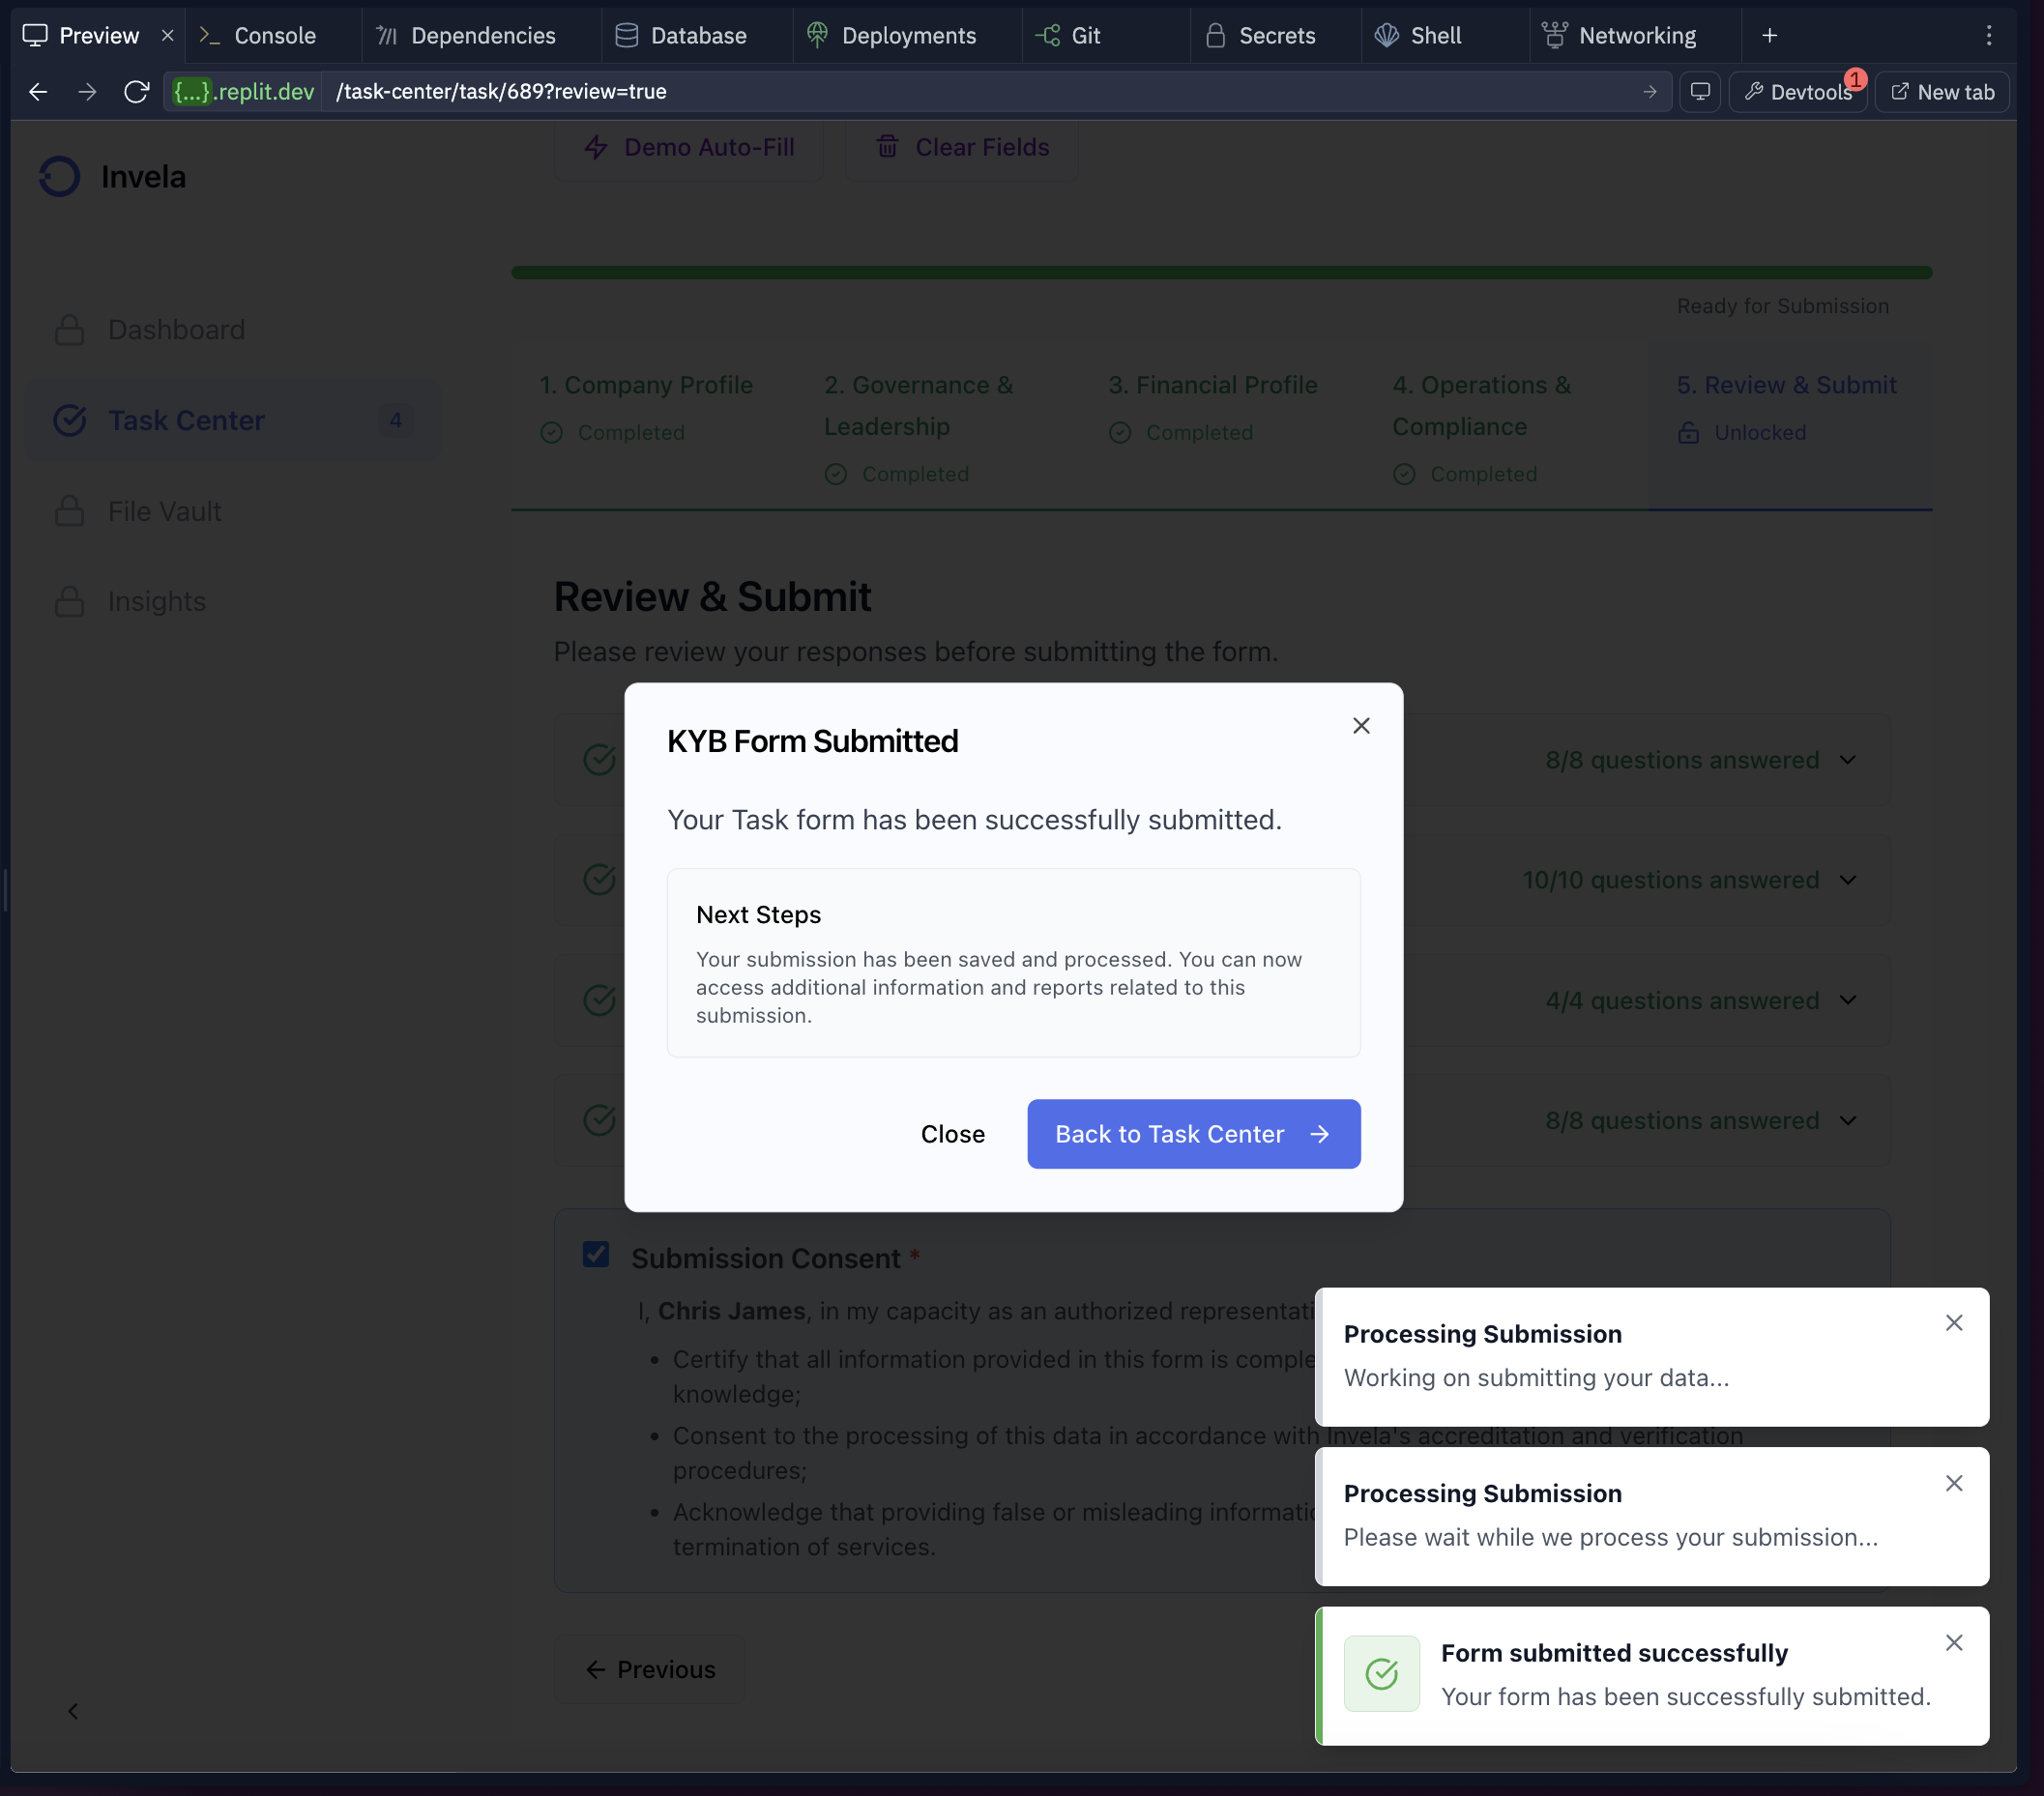 Preview
Console
Dependencies
Database
Deployments
Git
Secrets
Shell
Networking
{...}.replit.dev
/task-center/task/689?review=true
Devtools
1
New tab
Invela
Demo Auto-Fill
Clear Fields
Ready for Submission
Dashboard
Task Center
4
File Vault
Insights
1. Company Profile
Completed
2. Governance &
Leadership
Completed
3. Financial Profile
Completed
4. Operations &
Compliance
Completed
5. Review & Submit
Unlocked
Review & Submit
Please review your responses before submitting the form.
8/8 questions answered
10/10 questions answered
4/4 questions answered
8/8 questions answered
KYB Form Submitted
Your Task form has been successfully submitted.
Next Steps
Your submission has been saved and processed. You can now
access additional information and reports related to this
submission.
Close
Back to Task Center
Submission Consent *
I, Chris James, in my capacity as an authorized
Certify that all information provided in this form is
knowledge;
Consent to the processing of this data in accordance with Invela's accreditation and verification
procedures;
Acknowledge that providing false or misleading
termination of services.
Previous
Processing Submission
Working on submitting your data...
Processing Submission
Please wait while we process your submission...
Form submitted successfully
Your form has been successfully submitted.